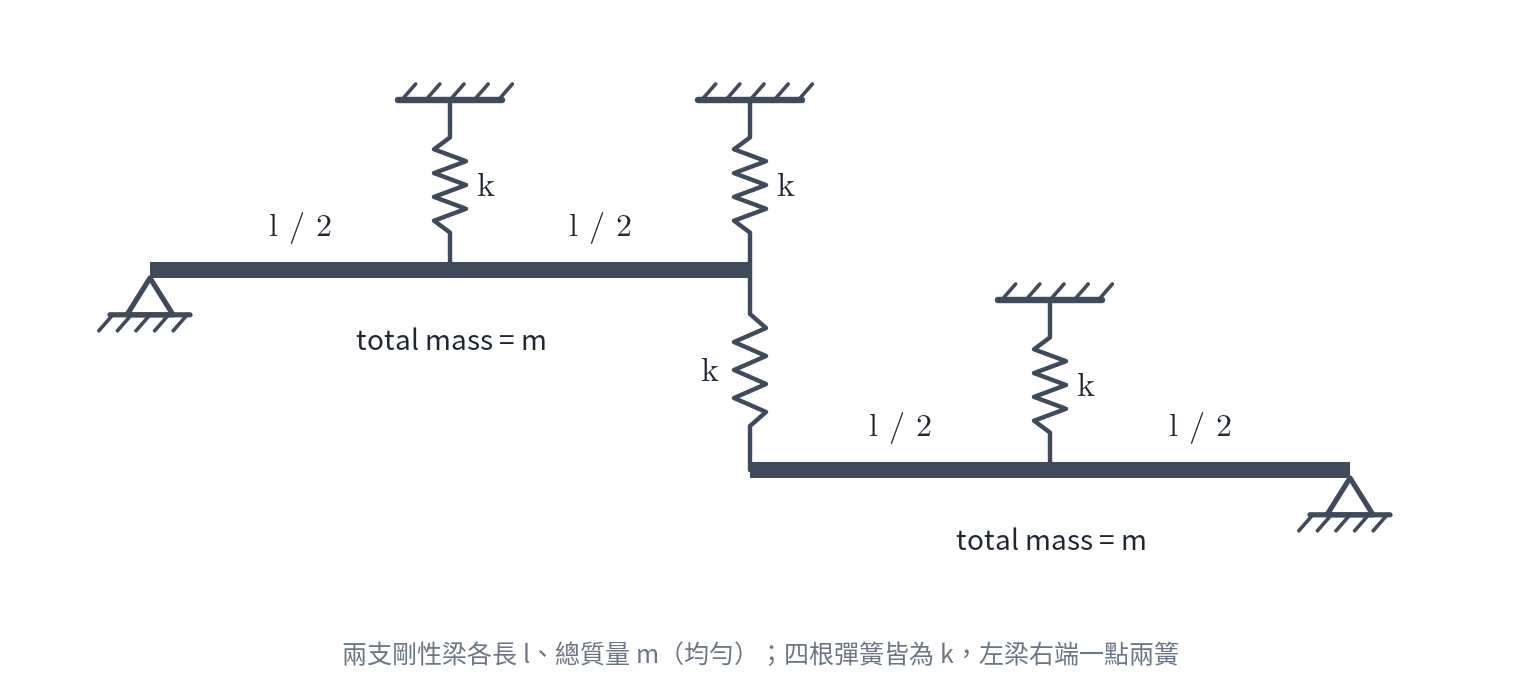 k
k
l / 2
l / 2
total mass = m
k
k
l / 2
l / 2
total mass = m
兩支剛性梁各長 l、總質量 m（均勻）；四根彈簧皆為 k，左梁右端一點兩簧